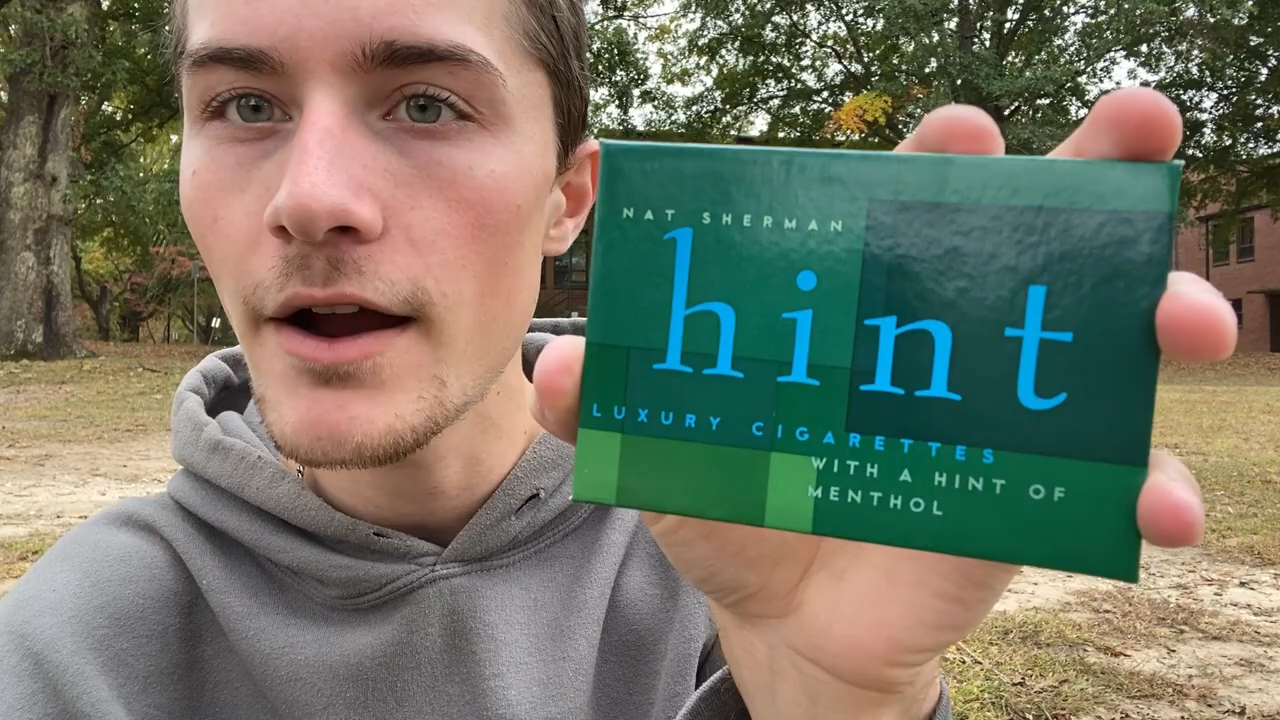 NAT SHERMAN
hint
LUXURY CIGARETTES
WITH A HINT OF
MENTHOL